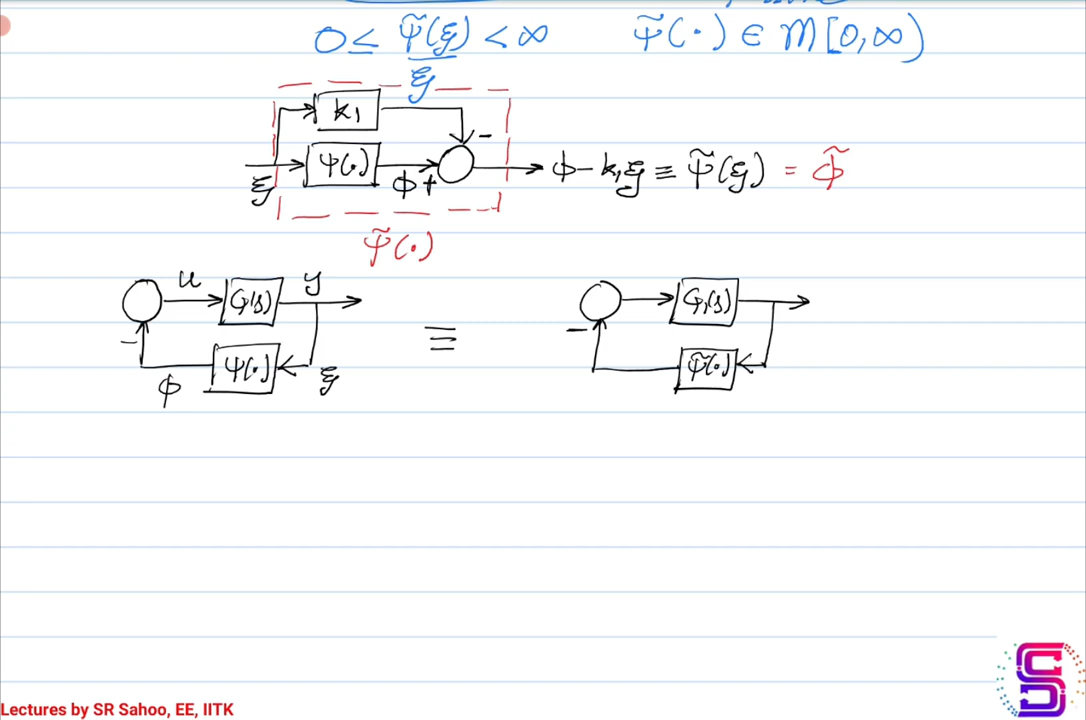 0 ≤ ψ̃(ξ)/ξ < ∞ ψ̃(·) ∈ M[0, ∞)
k₁
-
ξ ψ(·) ϕ + ϕ - k₁ξ ≡ ψ̃(ξ) = ϕ̃
ψ̃(·)
u G(s) y
- ψ(·) ϕ ξ
≡
G₁(s)
- ψ̃(·)
Lectures by SR Sahoo, EE, IITK